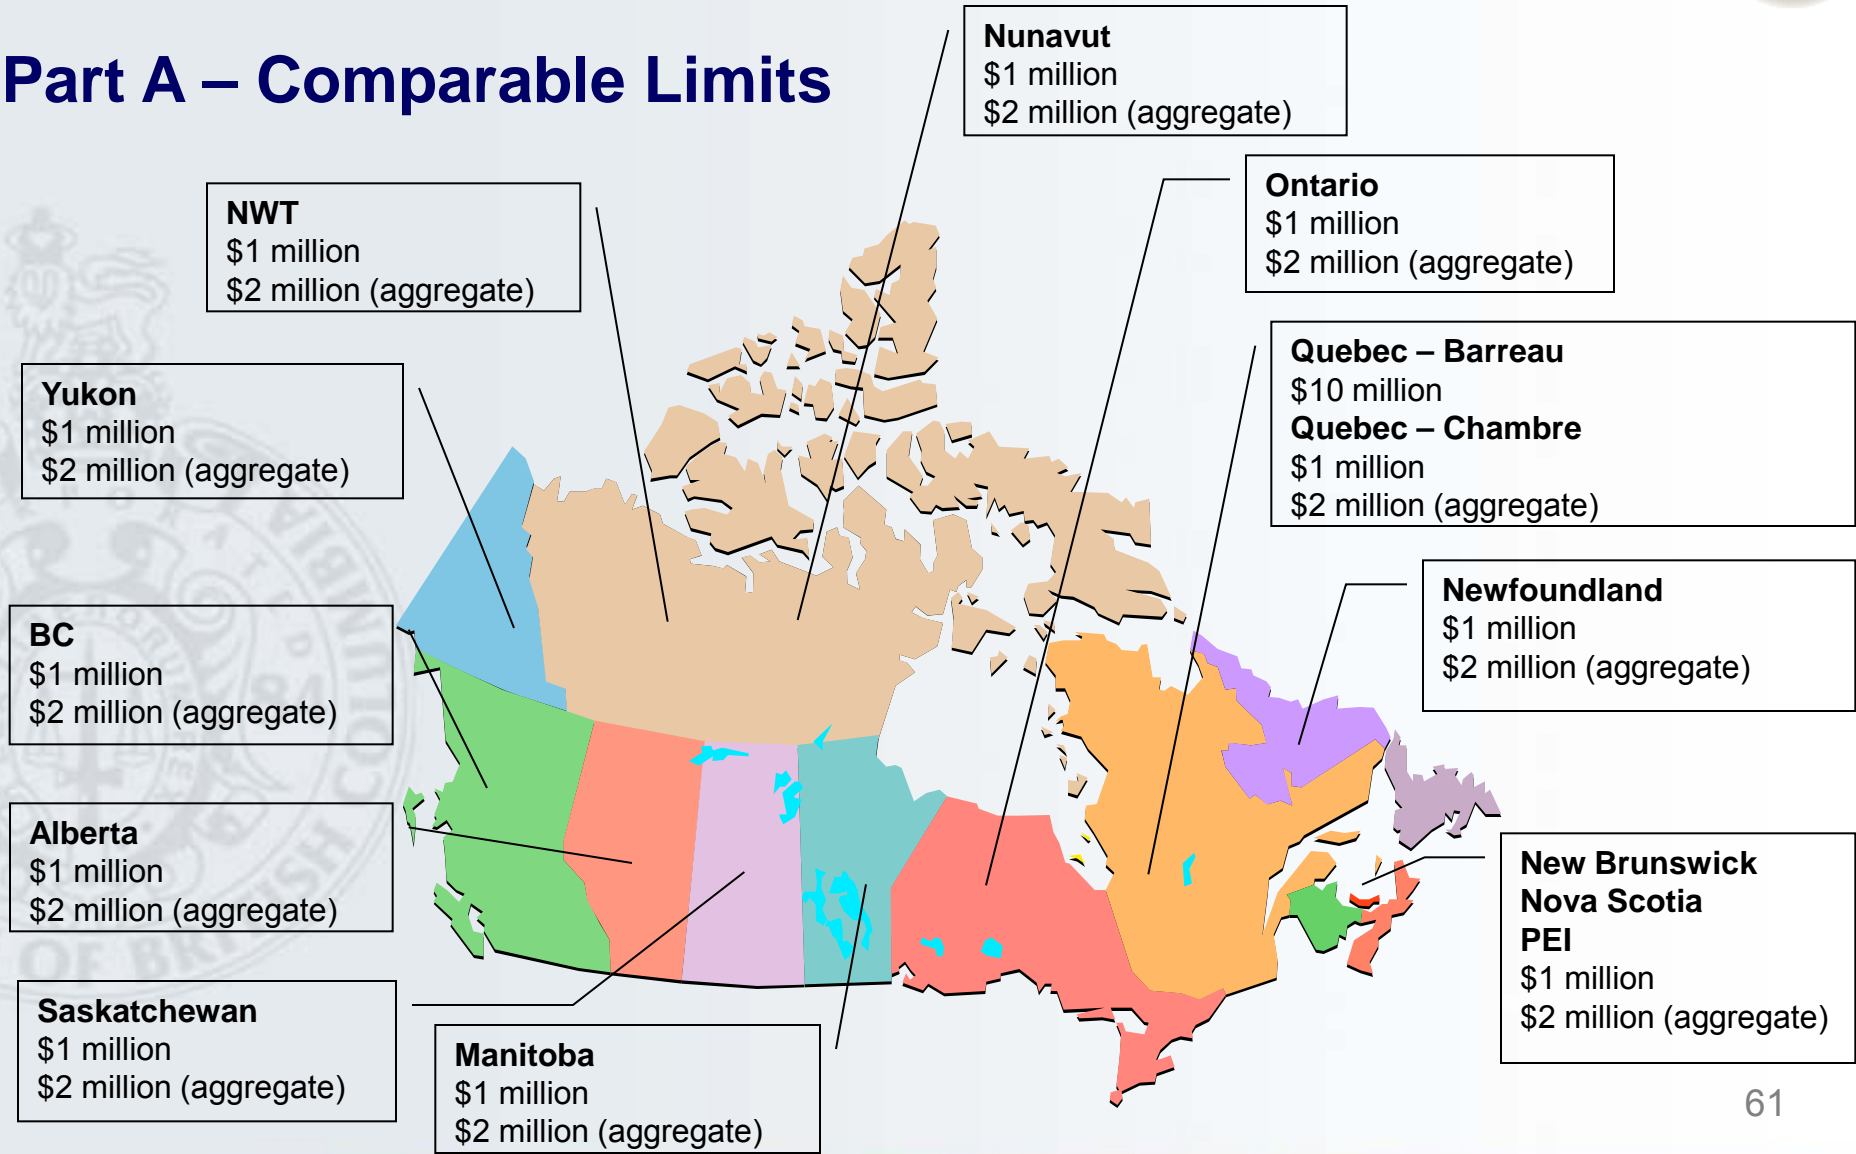 Part A – Comparable Limits
Nunavut
$1 million
$2 million (aggregate)
NWT
$1 million
$2 million (aggregate)
Ontario
$1 million
$2 million (aggregate)
Yukon
$1 million
$2 million (aggregate)
Quebec – Barreau
$10 million
Quebec – Chambre
$1 million
$2 million (aggregate)
BC
$1 million
$2 million (aggregate)
Newfoundland
$1 million
$2 million (aggregate)
Alberta
$1 million
$2 million (aggregate)
New Brunswick
Nova Scotia
PEI
$1 million
$2 million (aggregate)
Saskatchewan
$1 million
$2 million (aggregate)
Manitoba
$1 million
$2 million (aggregate)
61
OF BRITISH COLUMBIA